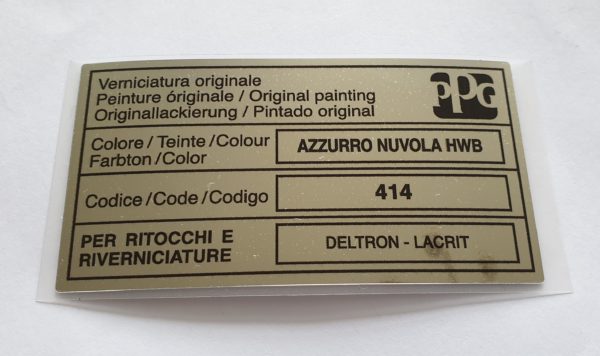 Verniciatura originale
Peinture óriginale / Original painting
Originallackierung / Pintado original
PPG
Colore / Teinte / Colour
Farbton / Color
AZZURRO NUVOLA HWB
Codice / Code / Codigo
414
PER RITOCCHI E
RIVERNICIATURE
DELTRON - LACRIT